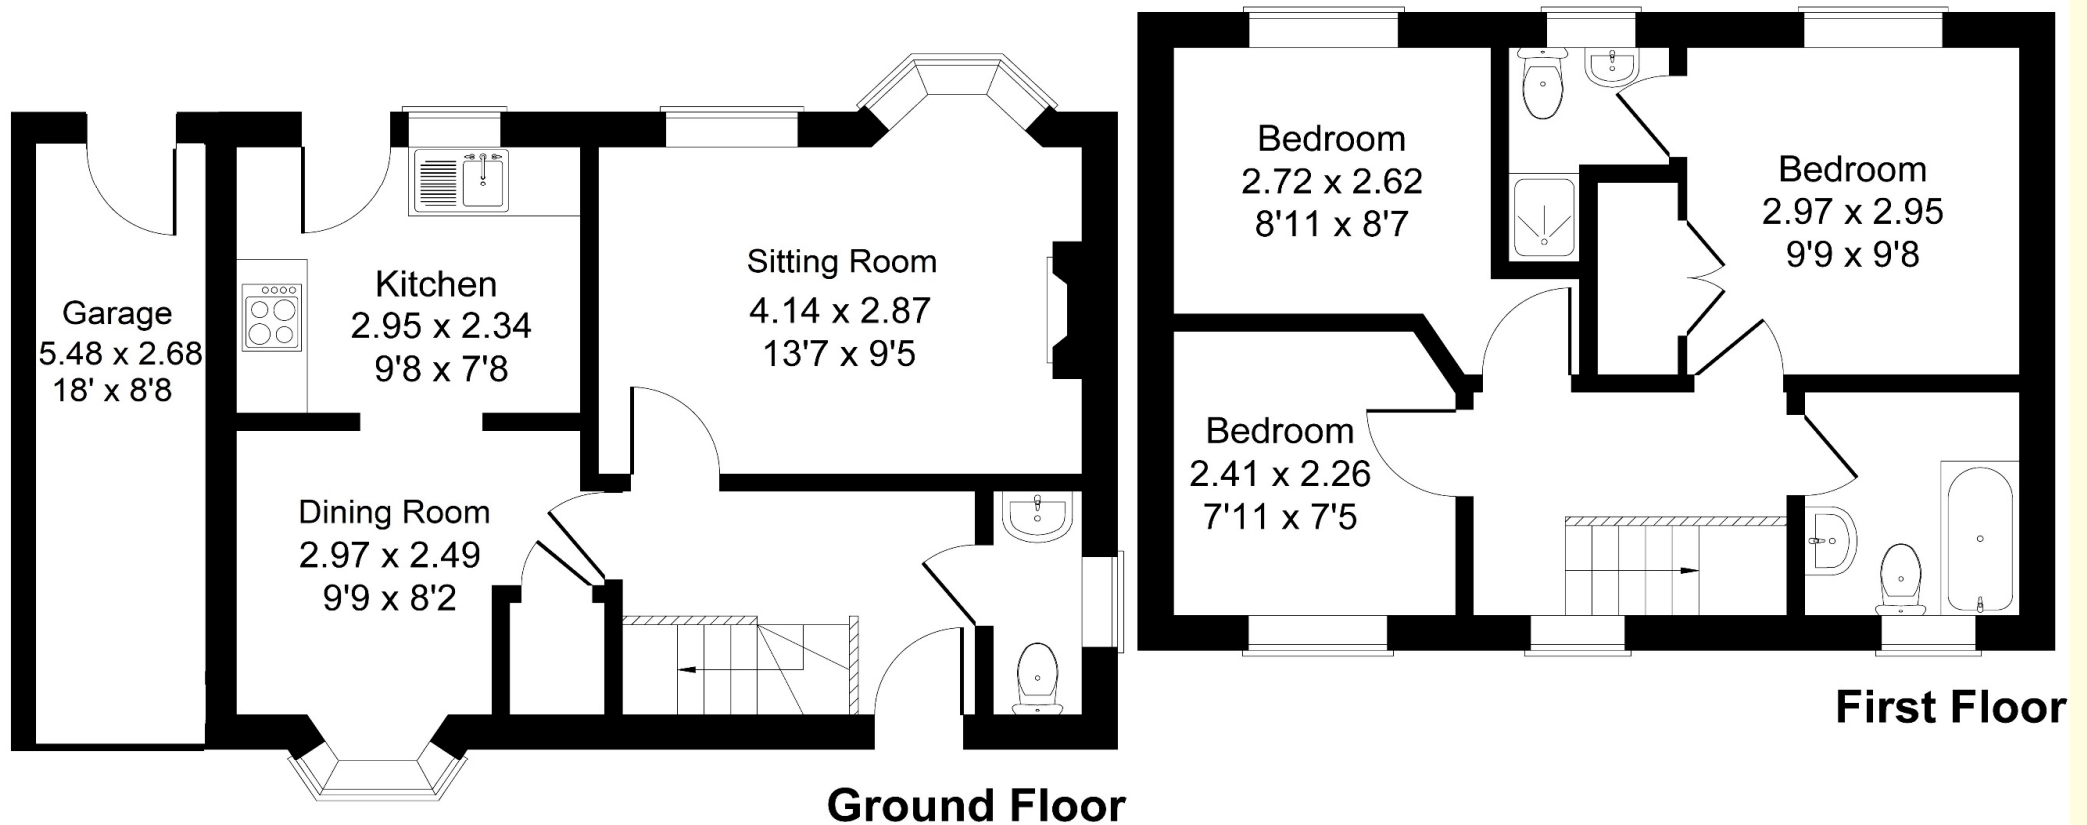 Garage
5.48 x 2.68
18' x 8'8
Kitchen
2.95 x 2.34
9'8 x 7'8
Sitting Room
4.14 x 2.87
13'7 x 9'5
Dining Room
2.97 x 2.49
9'9 x 8'2
Ground Floor
Bedroom
2.72 x 2.62
8'11 x 8'7
Bedroom
2.97 x 2.95
9'9 x 9'8
Bedroom
2.41 x 2.26
7'11 x 7'5
First Floor